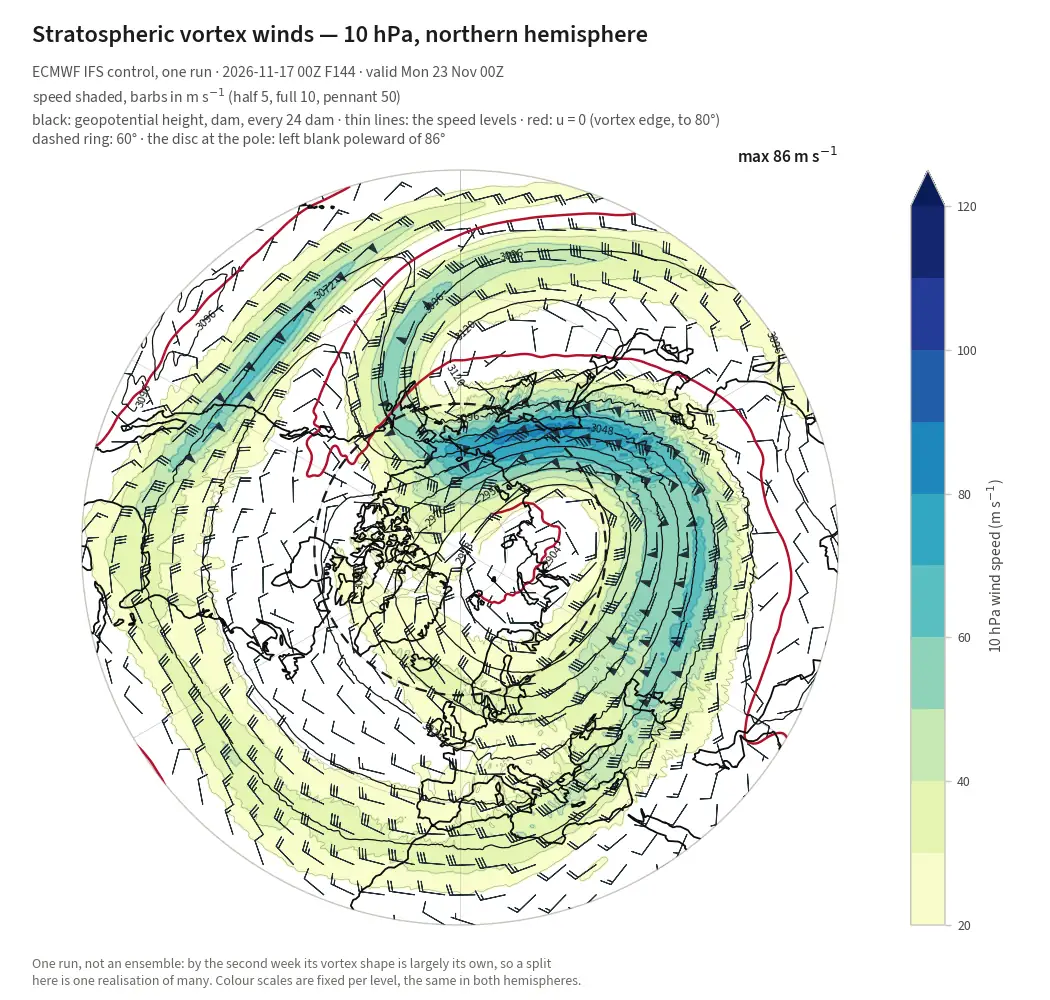 Stratospheric vortex winds — 10 hPa, northern hemisphere
ECMWF IFS control, one run · 2026-11-17 00Z F144 · valid Mon 23 Nov 00Z
speed shaded, barbs in m s⁻¹ (half 5, full 10, pennant 50)
black: geopotential height, dam, every 24 dam · thin lines: the speed levels · red: u = 0 (vortex edge, to 80°)
dashed ring: 60° · the disc at the pole: left blank poleward of 86°
max 86 m s⁻¹
120
100
80
60
40
20
10 hPa wind speed (m s⁻¹)
3096
3072
3096
3096
3096
3096
3120
3120
3048
One run, not an ensemble: by the second week its vortex shape is largely its own, so a split
here is one realisation of many. Colour scales are fixed per level, the same in both hemispheres.